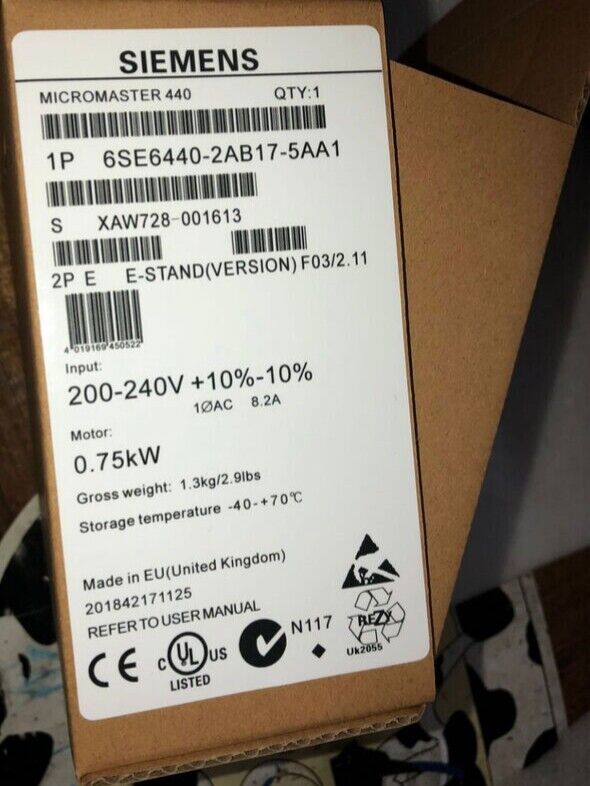 SIEMENS
MICROMASTER 440 QTY:1
1P 6SE6440-2AB17-5AA1
S XAW728-001613
2P E E-STAND(VERSION) F03/2.11
4 019169 450522
Input:
200-240V +10%-10%
1ØAC 8.2A
Motor:
0.75kW
Gross weight: 1.3kg/2.9lbs
Storage temperature -40-+70℃
Made in EU(United Kingdom)
201842171125
REFER TO USER MANUAL
CE C UL US LISTED N117 RESY Uk2055